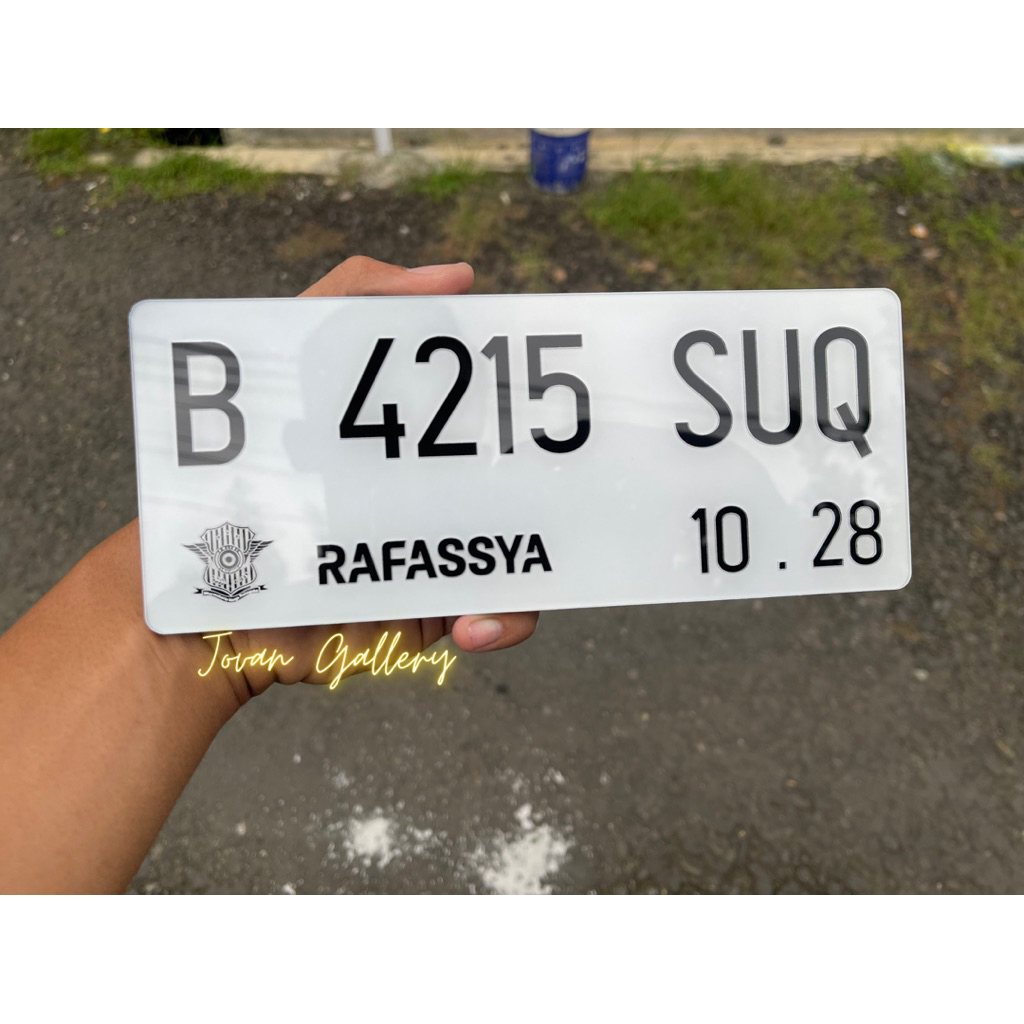 B 4215 SUQ
RAFASSYA 10 . 28
Jovan Gallery